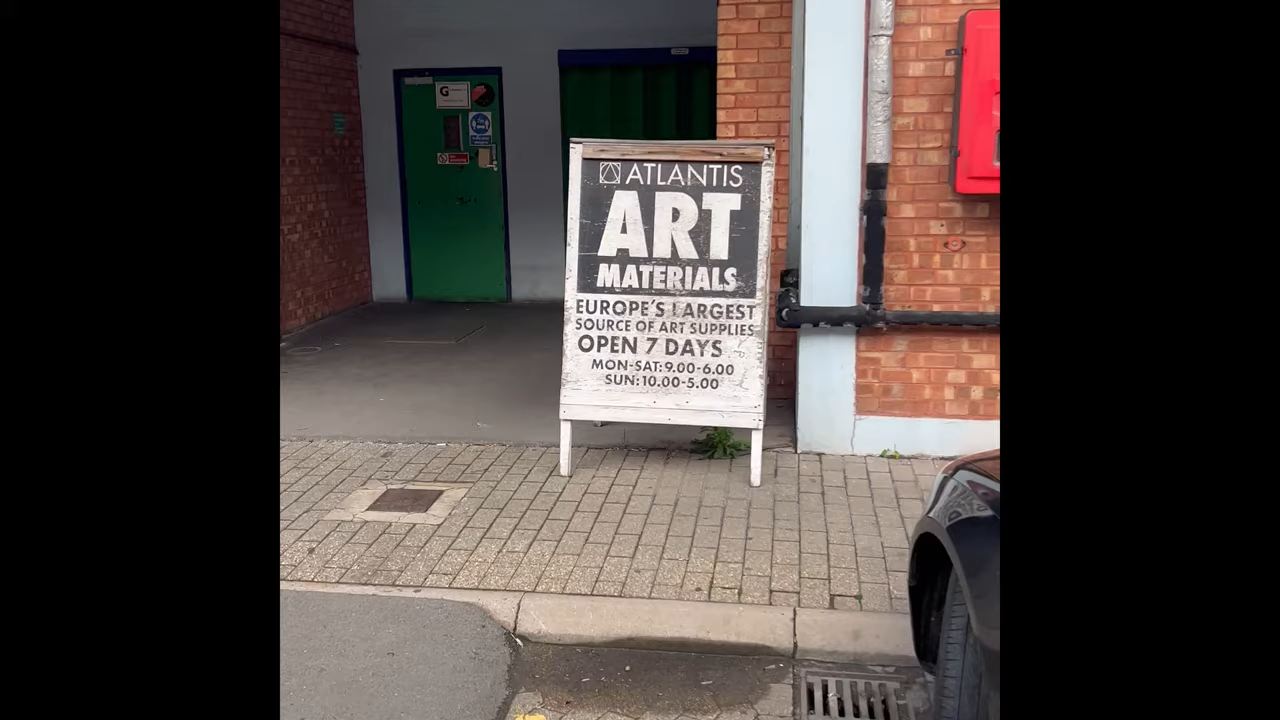 ATLANTIS
ART
MATERIALS
EUROPE'S LARGEST
SOURCE OF ART SUPPLIES
OPEN 7 DAYS
MON-SAT: 9.00-6.00
SUN: 10.00-5.00
G